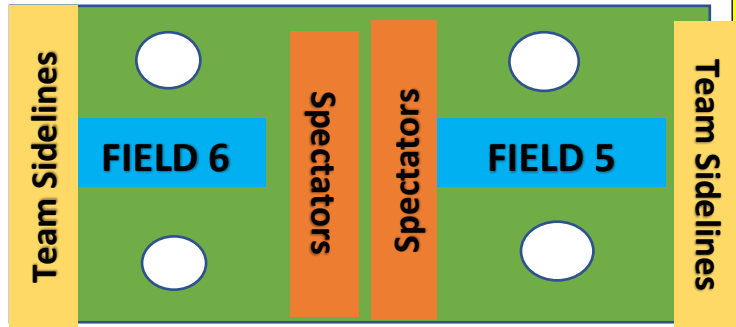 Team Sidelines
FIELD 6
Spectators
Spectators
FIELD 5
Team Sidelines